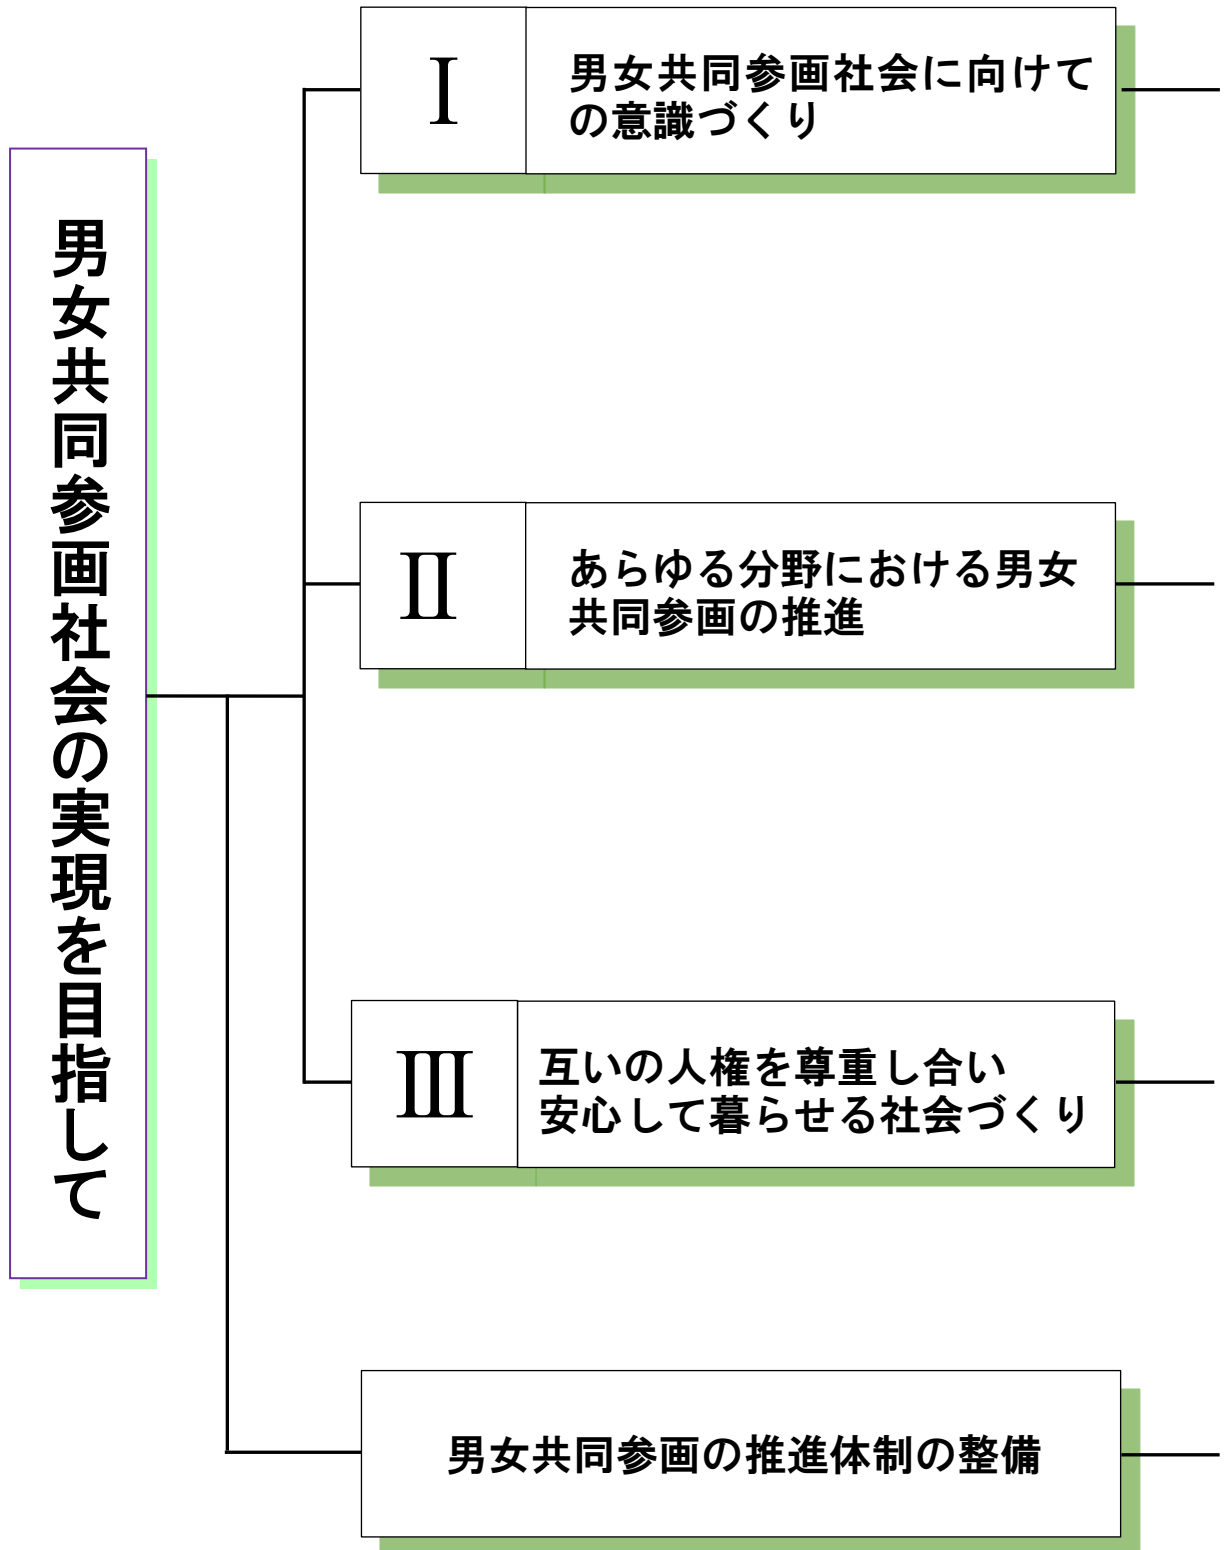 男女共同参画社会の実現を目指して
Ⅰ
男女共同参画社会に向けて
の意識づくり
Ⅱ
あらゆる分野における男女
共同参画の推進
Ⅲ
互いの人権を尊重し合い
安心して暮らせる社会づくり
男女共同参画の推進体制の整備